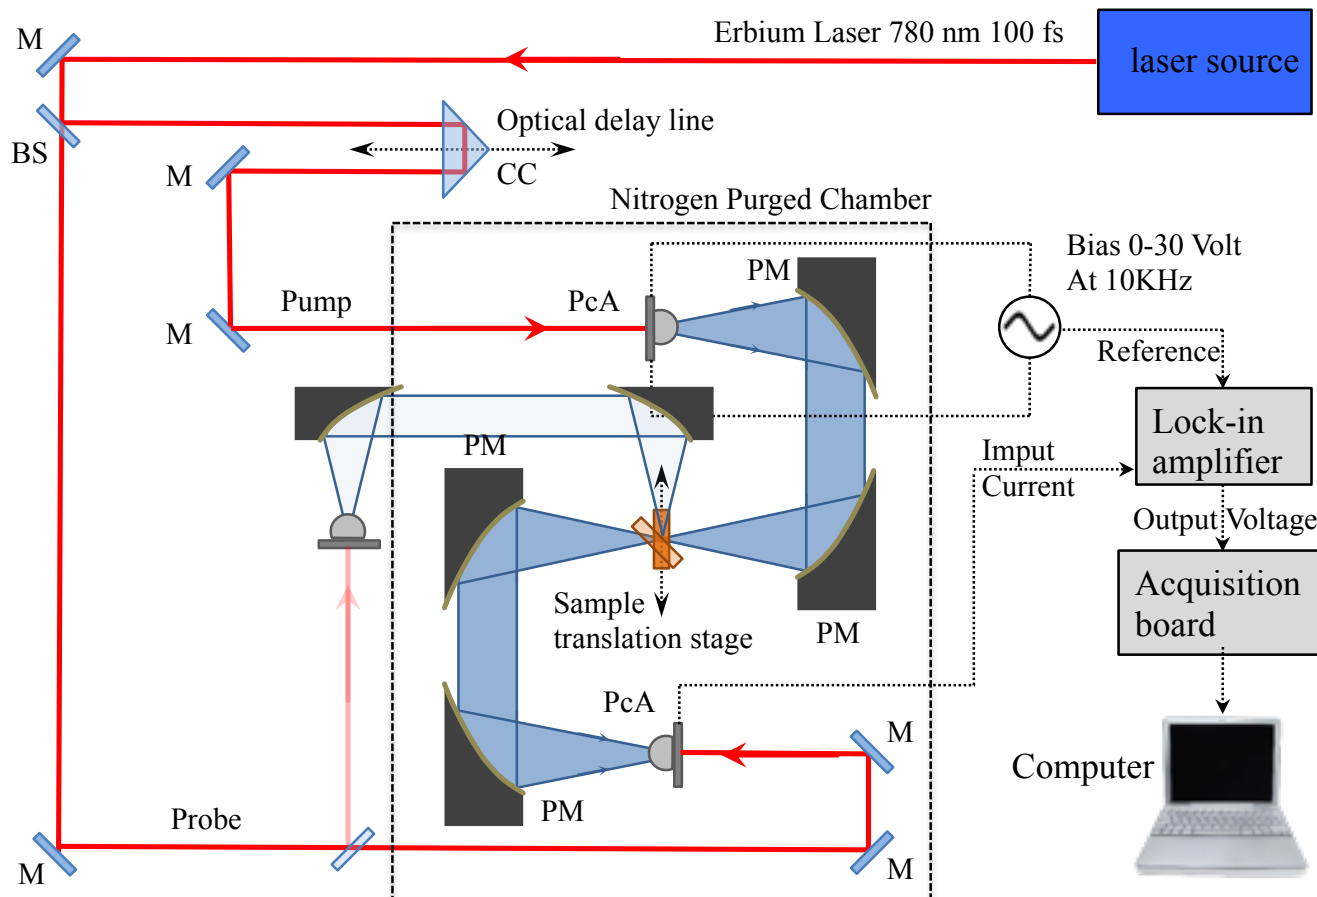 Erbium Laser 780 nm 100 fs
laser source
M
BS
Optical delay line
CC
M
Nitrogen Purged Chamber
Bias 0-30 Volt
At 10KHz
PM
Pump
PcA
M
Reference
Lock-in
amplifier
PM
Imput
Current
Output Voltage
Acquisition
board
Sample
translation stage
PM
PcA
M
Computer
PM
Probe
M
M